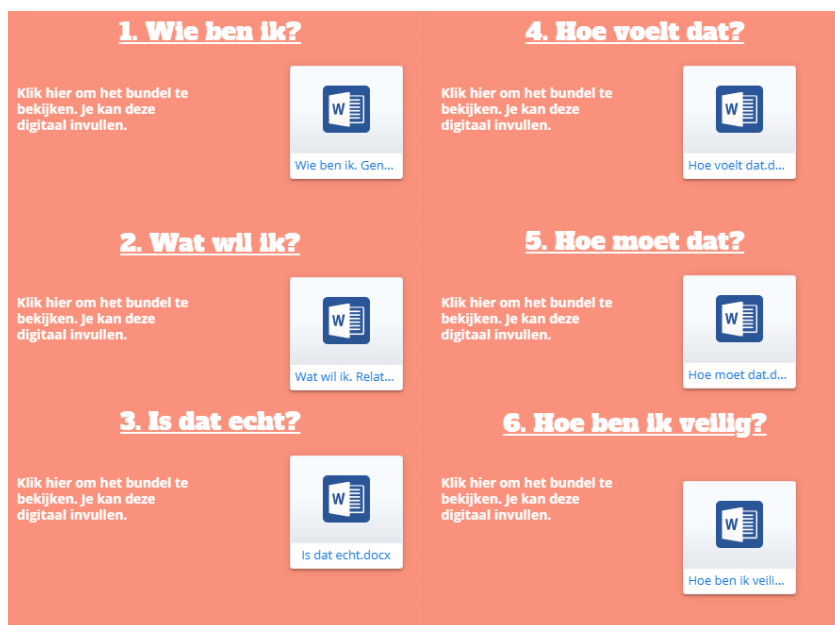 1. Wie ben ik?
Klik hier om het bundel te
bekijken. Je kan deze
digitaal invullen.
W
Wie ben ik. Gen...
2. Wat wil ik?
Klik hier om het bundel te
bekijken. Je kan deze
digitaal invullen.
W
Wat wil ik. Relat...
3. Is dat echt?
Klik hier om het bundel te
bekijken. Je kan deze
digitaal invullen.
W
Is dat echt.docx
4. Hoe voelt dat?
Klik hier om het bundel te
bekijken. Je kan deze
digitaal invullen.
W
Hoe voelt dat.d...
5. Hoe moet dat?
Klik hier om het bundel te
bekijken. Je kan deze
digitaal invullen.
W
Hoe moet dat.d...
6. Hoe ben ik veilig?
Klik hier om het bundel te
bekijken. Je kan deze
digitaal invullen.
W
Hoe ben ik veili...